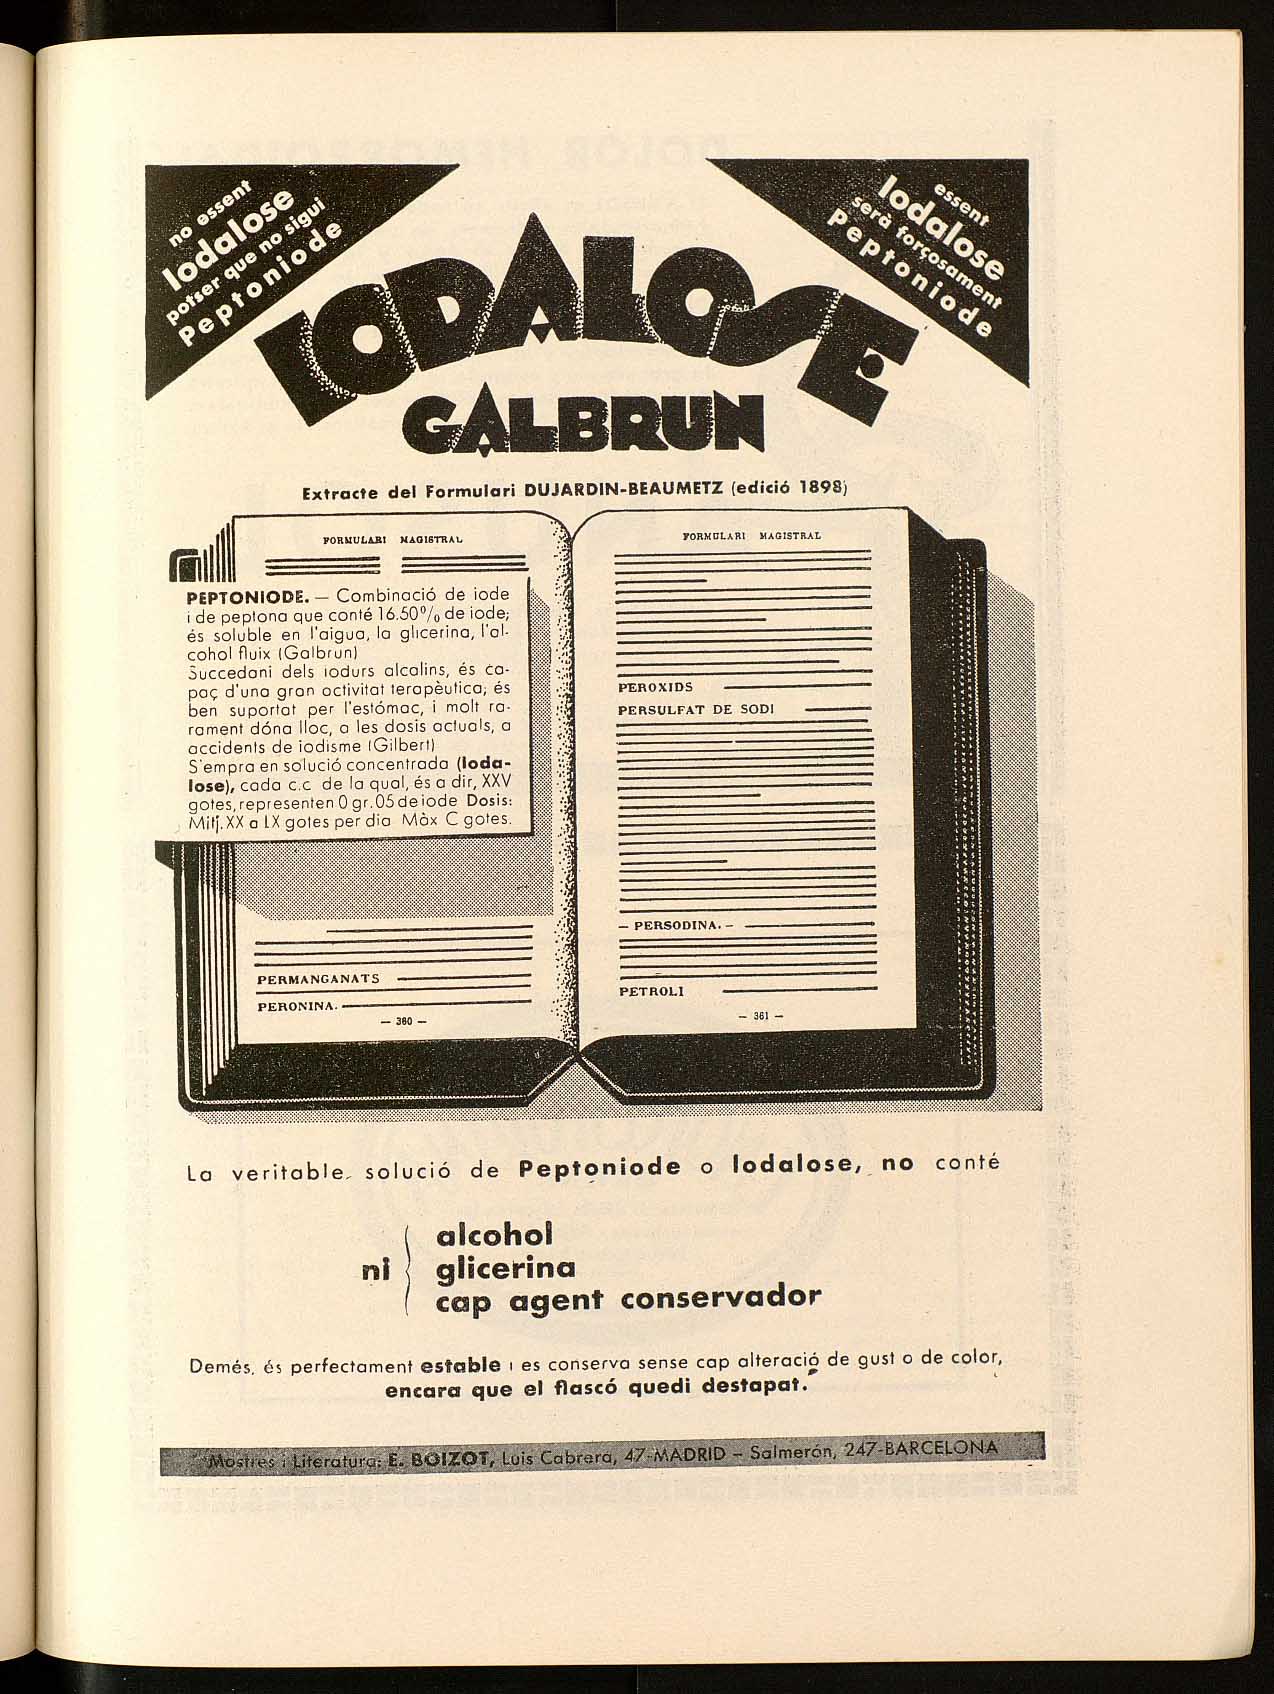 no essent
Iodalose
potser que no sigui
Peptoniode
essent
Iodalose
serà forçosament
Peptoniode
IODALOSE
GALBRUN
Extracte del Formulari DUJARDIN-BEAUMETZ (edició 1898)
FORMULARI MAGISTRAL
PEPTONIODE. — Combinació de iode
i de peptona que conté 16.50% de iode;
és soluble en l'aigua, la glicerina, l'al-
cohol fluix (Galbrun)
Succedani dels iodurs alcalins, és ca-
paç d'una gran activitat terapèutica; és
ben suportat per l'estómac, i molt ra-
rament dóna lloc, a les dosis actuals, a
accidents de iodisme (Gilbert)
S'empra en solució concentrada (Ioda-
lose), cada c.c de la qual, és a dir, XXV
gotes, representen 0 gr. 05 de iode Dosis:
Mitj. XX a LX gotes per dia Màx C gotes.
PERMANGANATS
PERONINA.
— 360 —
FORMULARI MAGISTRAL
PEROXIDS
PERSULFAT DE SODI
— PERSODINA. —
PETROLI
— 361 —
La veritable solució de Peptoniode o Iodalose, no conté
alcohol
ni glicerina
cap agent conservador
Demés, és perfectament estable i es conserva sense cap alteració de gust o de color,
encara que el flascó quedi destapat.
Mostres i Literatura: E. BOIZOT, Luis Cabrera, 47-MADRID – Salmerón, 247-BARCELONA